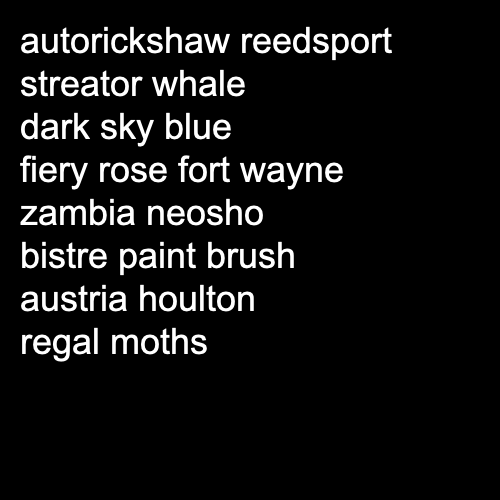 autorickshaw reedsport
streator whale
dark sky blue
fiery rose fort wayne
zambia neosho
bistre paint brush
austria houlton
regal moths